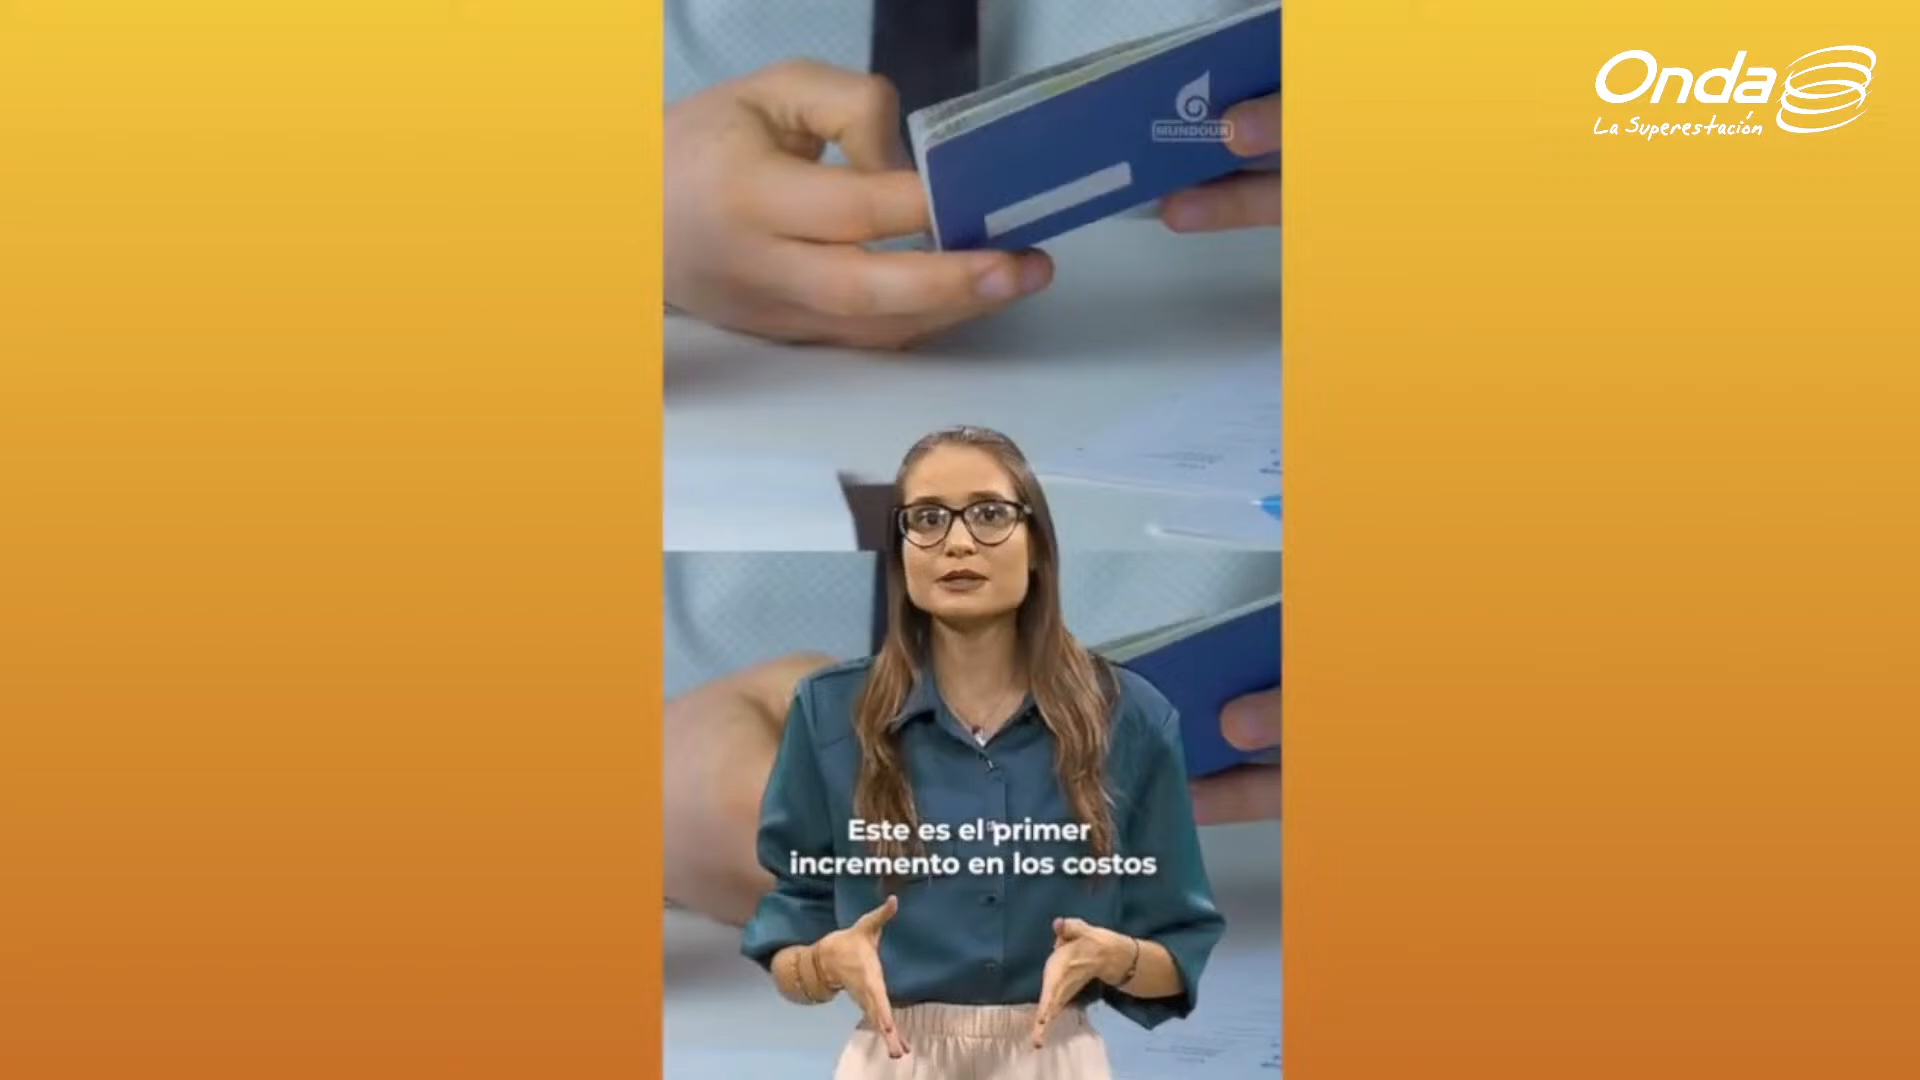 Onda
La Superestación
MUNDOUR
Este es el primer
incremento en los costos